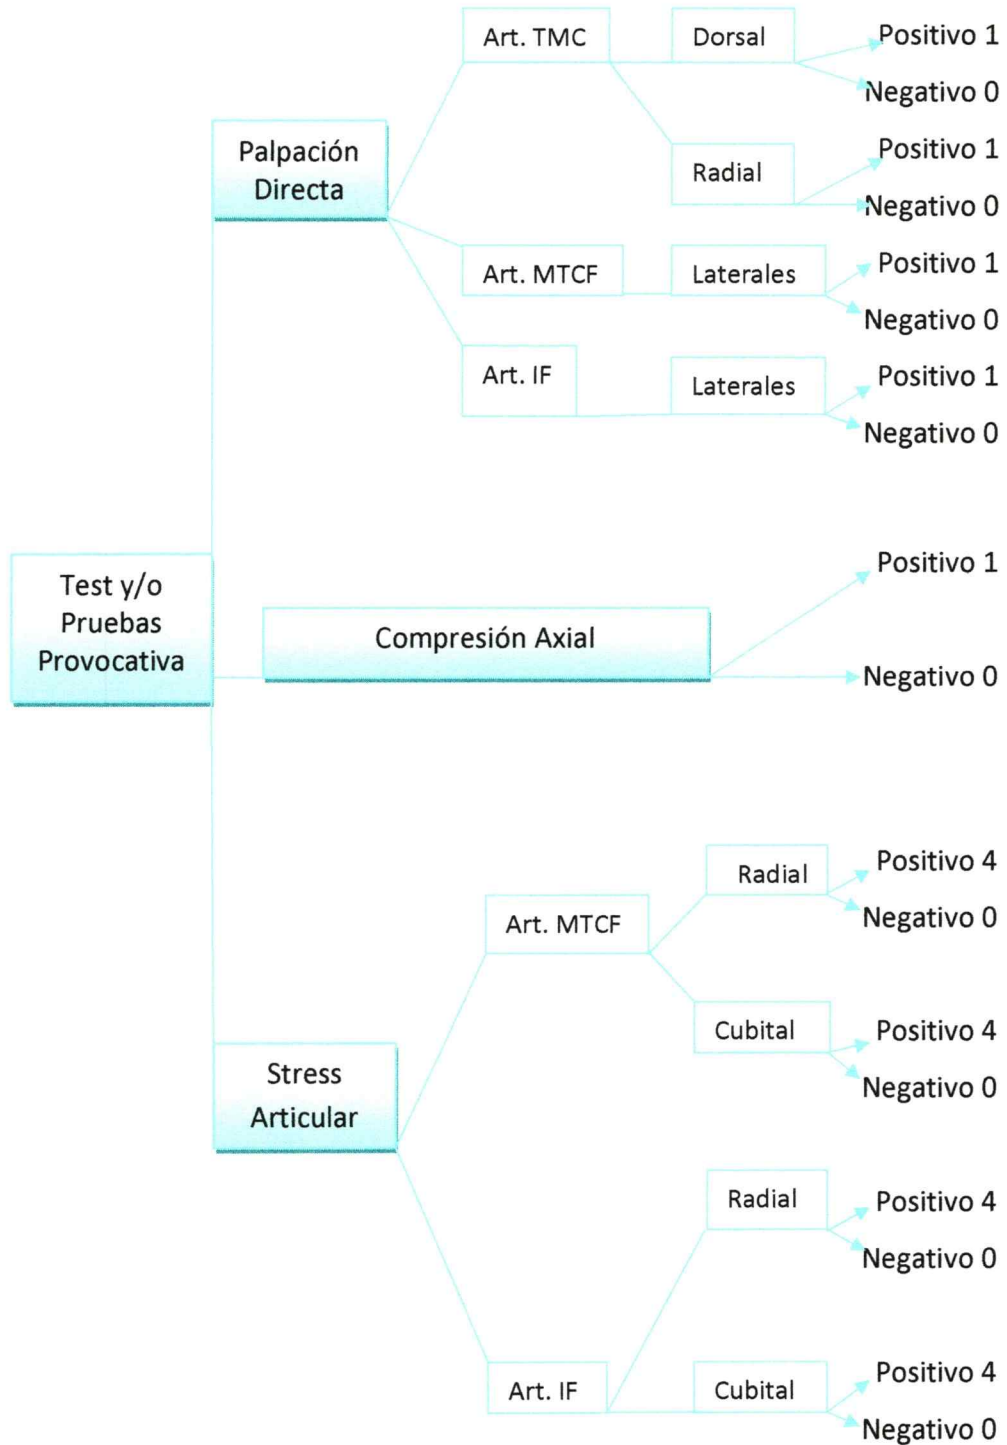 Art. TMC
Dorsal
Positivo 1
Negativo 0
Palpación
Directa
Radial
Positivo 1
Negativo 0
Art. MTCF
Laterales
Positivo 1
Negativo 0
Art. IF
Laterales
Positivo 1
Negativo 0
Test y/o
Pruebas
Provocativa
Compresión Axial
Positivo 1
Negativo 0
Stress
Articular
Art. MTCF
Radial
Positivo 4
Negativo 0
Cubital
Positivo 4
Negativo 0
Art. IF
Radial
Positivo 4
Negativo 0
Cubital
Positivo 4
Negativo 0